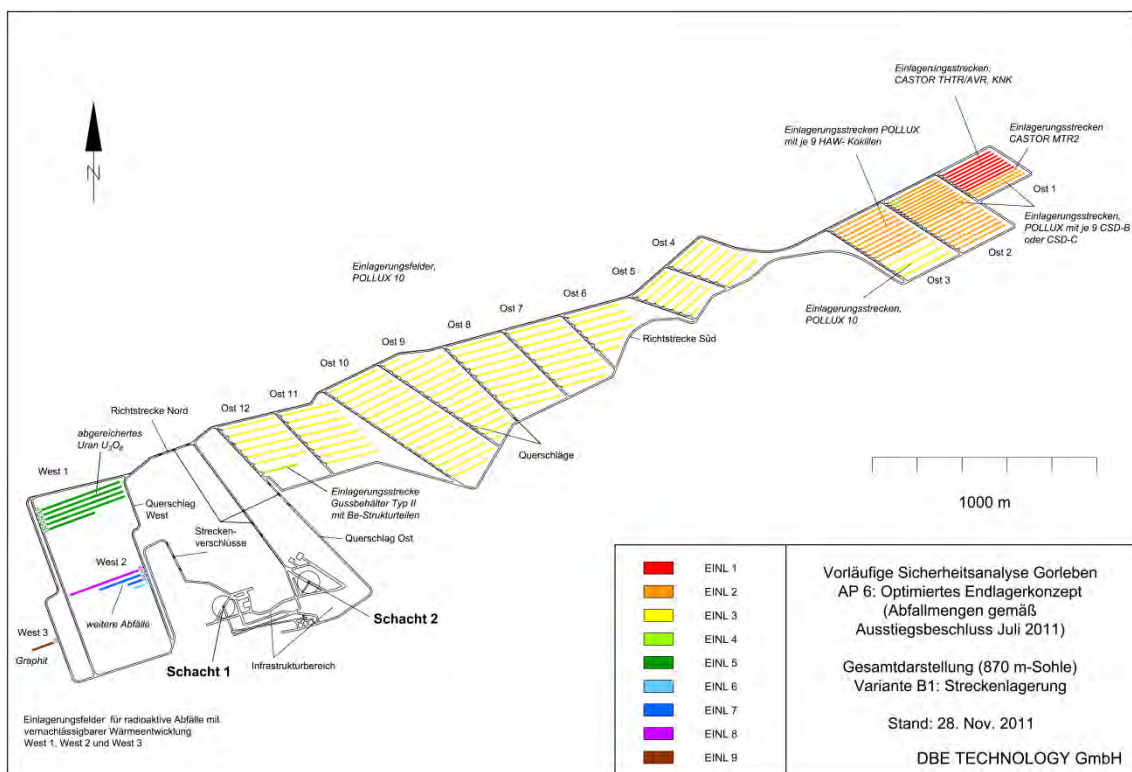 Einlagerungsstrecken,
CASTOR THTR/AVR, KNK
Einlagerungsstrecken POLLUX
mit je 9 HAW- Kokillen
Einlagerungsstrecken
CASTOR MTR2
N
Ost 1
Einlagerungsstrecken,
POLLUX mit je 9 CSD-B
oder CSD-C
Ost 2
Ost 3
Ost 4
Einlagerungsfelder,
POLLUX 10
Ost 5
Ost 6
Einlagerungsstrecken,
POLLUX 10
Ost 7
Ost 8
Richtstrecke Süd
Ost 9
Ost 10
Ost 11
Ost 12
Richtstrecke Nord
abgereichertes
Uran U3O8
Querschläge
West 1
Querschlag
West
Einlagerungsstrecke
Gussbehälter Typ II
mit Be-Strukturteilen
1000 m
Strecken-
verschlüsse
Querschlag Ost
West 2
weitere Abfälle
Schacht 2
West 3
Graphit
Schacht 1
Infrastrukturbereich
Einlagerungsfelder für radioaktive Abfälle mit
vernachlässigbarer Wärmeentwicklung
West 1, West 2 und West 3
EINL 1
EINL 2
EINL 3
EINL 4
EINL 5
EINL 6
EINL 7
EINL 8
EINL 9
Vorläufige Sicherheitsanalyse Gorleben
AP 6: Optimiertes Endlagerkonzept
(Abfallmengen gemäß
Ausstiegsbeschluss Juli 2011)
Gesamtdarstellung (870 m-Sohle)
Variante B1: Streckenlagerung
Stand: 28. Nov. 2011
DBE TECHNOLOGY GmbH